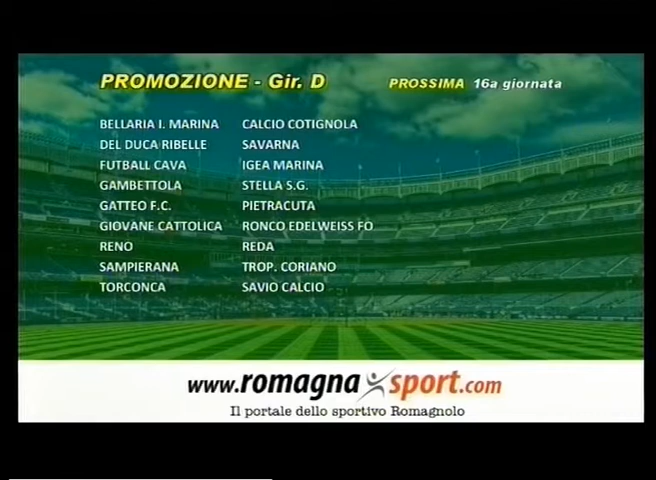 PROMOZIONE - Gir. D PROSSIMA 16a giornata
BELLARIA I. MARINA CALCIO COTIGNOLA
DEL DUCA RIBELLE SAVARNA
FUTBALL CAVA IGEA MARINA
GAMBETTOLA STELLA S.G.
GATTEO F.C. PIETRACUTA
GIOVANE CATTOLICA RONCO EDELWEISS FO
RENO REDA
SAMPIERANA TROP. CORIANO
TORCONCA SAVIO CALCIO
www.romagnasport.com
Il portale dello sportivo Romagnolo